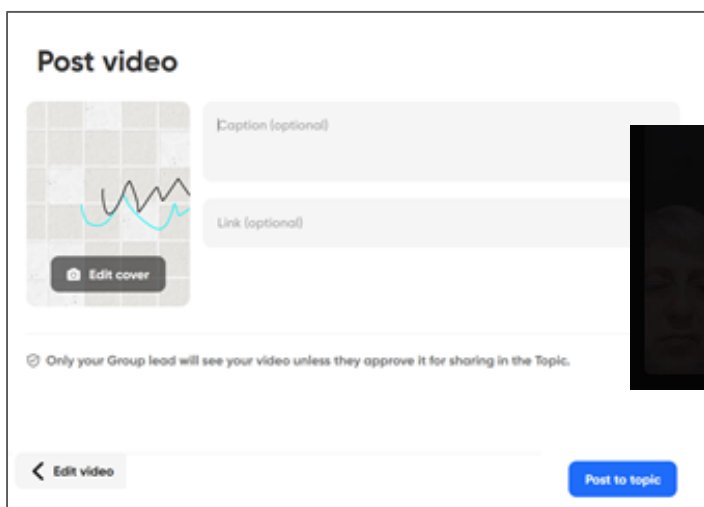 Post video
Caption (optional)
Link (optional)
Edit cover
Only your Group lead will see your video unless they approve it for sharing in the Topic.
Edit video
Post to topic